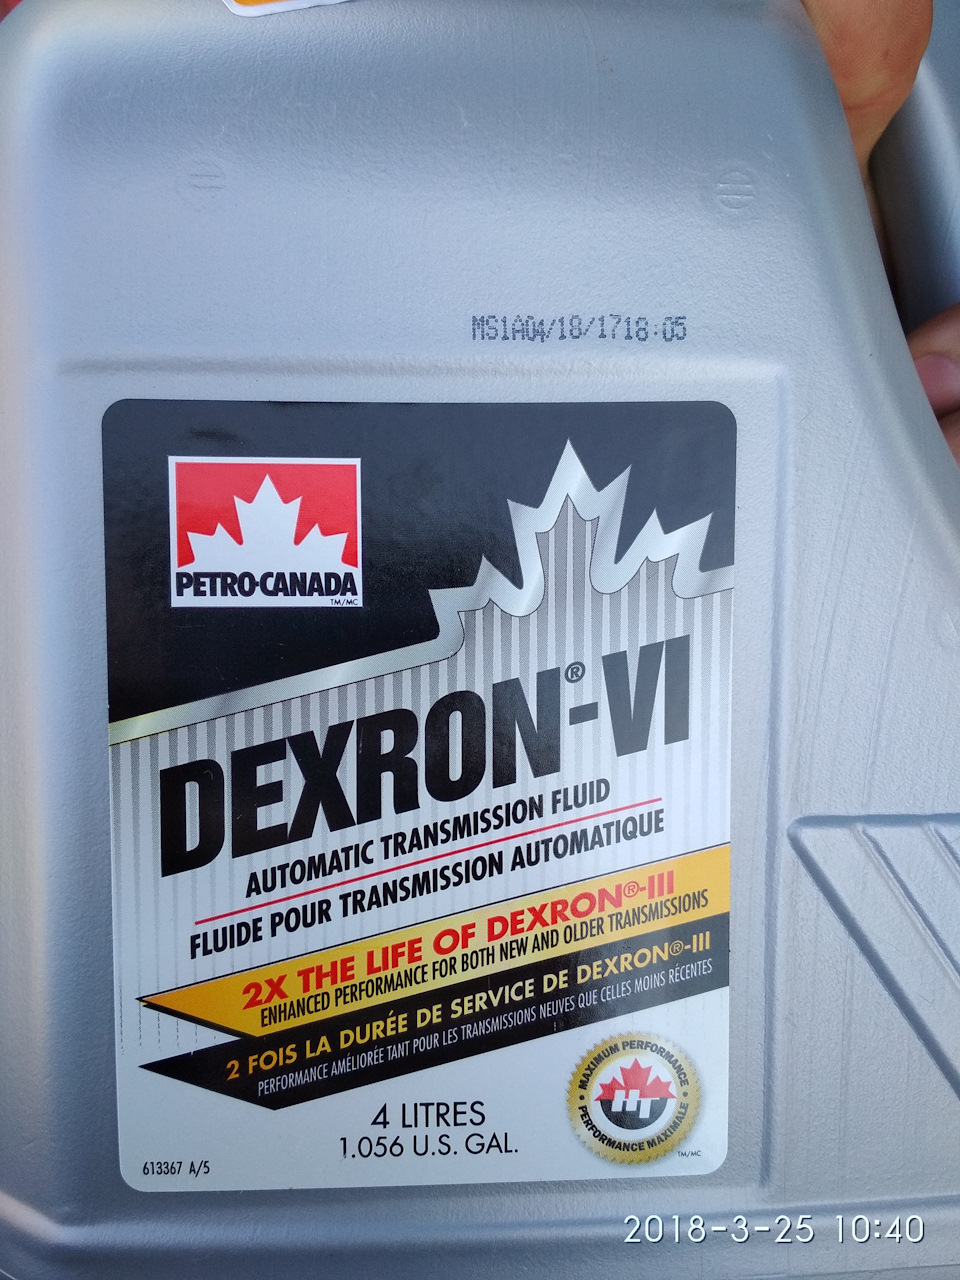 MS1A04/18/1718:05
PETRO-CANADA
TM/MC
DEXRON®-VI
AUTOMATIC TRANSMISSION FLUID
FLUIDE POUR TRANSMISSION AUTOMATIQUE
2X THE LIFE OF DEXRON®-III
ENHANCED PERFORMANCE FOR BOTH NEW AND OLDER TRANSMISSIONS
2 FOIS LA DURÉE DE SERVICE DE DEXRON®-III
PERFORMANCE AMÉLIORÉE TANT POUR LES TRANSMISSIONS NEUVES QUE CELLES MOINS RÉCENTES
4 LITRES
1.056 U.S. GAL.
• MAXIMUM PERFORMANCE •
HT
PERFORMANCE MAXIMALE
TM/MC
613367 A/5
2018-3-25 10:40